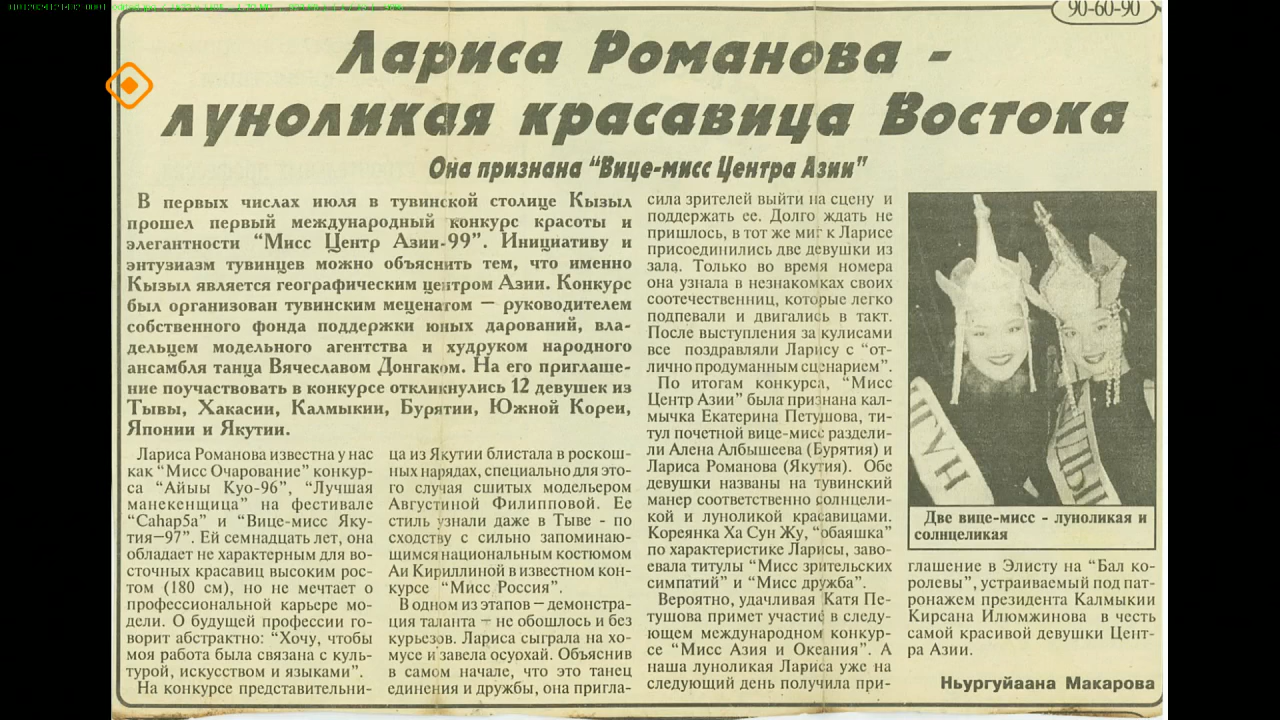 90-60-90
Лариса Романова -
луноликая красавица Востока
Она признана “Вице-мисс Центра Азии”
В первых числах июля в тувинской столице Кызыл
прошел первый международный конкурс красоты и
элегантности “Мисс Центр Азии-99”. Инициативу и
энтузиазм тувинцев можно объяснить тем, что именно
Кызыл является географическим центром Азии. Конкурс
был организован тувинским меценатом — руководителем
собственного фонда поддержки юных дарований, вла-
дельцем модельного агентства и худруком народного
ансамбля танца Вячеславом Донгаком. На его приглаше-
ние поучаствовать в конкурсе откликнулись 12 девушек из
Тывы, Хакасии, Калмыкии, Бурятии, Южной Кореи,
Японии и Якутии.
Лариса Романова известна у нас
как “Мисс Очарование” конкур-
са “Айыы Куо-96”, “Лучшая
манекенщица” на фестивале
“Сahap5a” и “Вице-мисс Яку-
тия—97”. Ей семнадцать лет, она
обладает не характерным для во-
сточных красавиц высоким рос-
том (180 см), но не мечтает о
профессиональной карьере мо-
дели. О будущей профессии го-
ворит абстрактно: “Хочу, чтобы
моя работа была связана с куль-
турой, искусством и языками”.
На конкурсе представительни-
ца из Якутии блистала в роскош-
ных нарядах, специально для это-
го случая сшитых модельером
Августиной Филипповой. Ее
стиль узнали даже в Тыве - по
сходству с сильно запоминаю-
щимся национальным костюмом
Аи Кириллиной в известном кон-
курсе “Мисс Россия”.
В одном из этапов — демонстра-
ция таланта — не обошлось и без
курьезов. Лариса сыграла на хо-
мусе и завела осуохай. Объяснив
в самом начале, что это танец
единения и дружбы, она пригла-
сила зрителей выйти на сцену и
поддержать ее. Долго ждать не
пришлось, в тот же миг к Ларисе
присоединились две девушки из
зала. Только во время номера
она узнала в незнакомках своих
соотечественниц, которые легко
подпевали и двигались в такт.
После выступления за кулисами
все поздравляли Ларису с “от-
лично продуманным сценарием”.
По итогам конкурса, “Мисс
Центр Азии” была признана кал-
мычка Екатерина Петушова, ти-
тул почетной вице-мисс раздели-
ли Алена Албышеева (Бурятия) и
Лариса Романова (Якутия). Обе
девушки названы на тувинский
манер соответственно солнцели-
кой и луноликой красавицами.
Кореянка Ха Сун Жу, “обаяшка”
по характеристике Ларисы, заво-
евала титулы “Мисс зрительских
симпатий” и “Мисс дружба”.
Вероятно, удачливая Катя Пе-
тушова примет участие в следу-
ющем международном конкур-
се “Мисс Азия и Океания”. А
наша луноликая Лариса уже на
следующий день получила при-
Две вице-мисс - луноликая и
солнцеликая
глашение в Элисту на “Бал ко-
ролевы”, устраиваемый под пат-
ронажем президента Калмыкии
Кирсана Илюмжинова в честь
самой красивой девушки Цент-
ра Азии.
Ньургуйаана Макарова